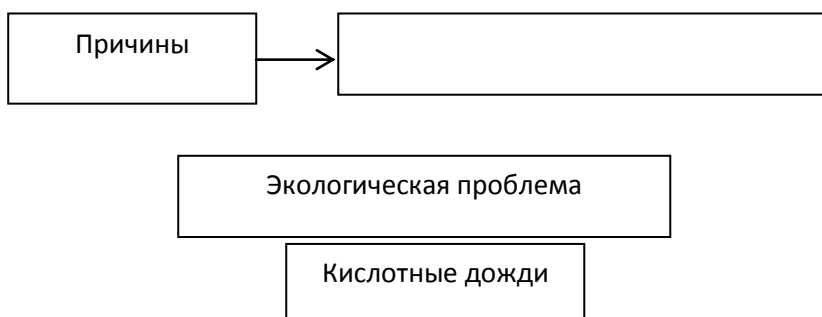 Причины
Экологическая проблема
Кислотные дожди